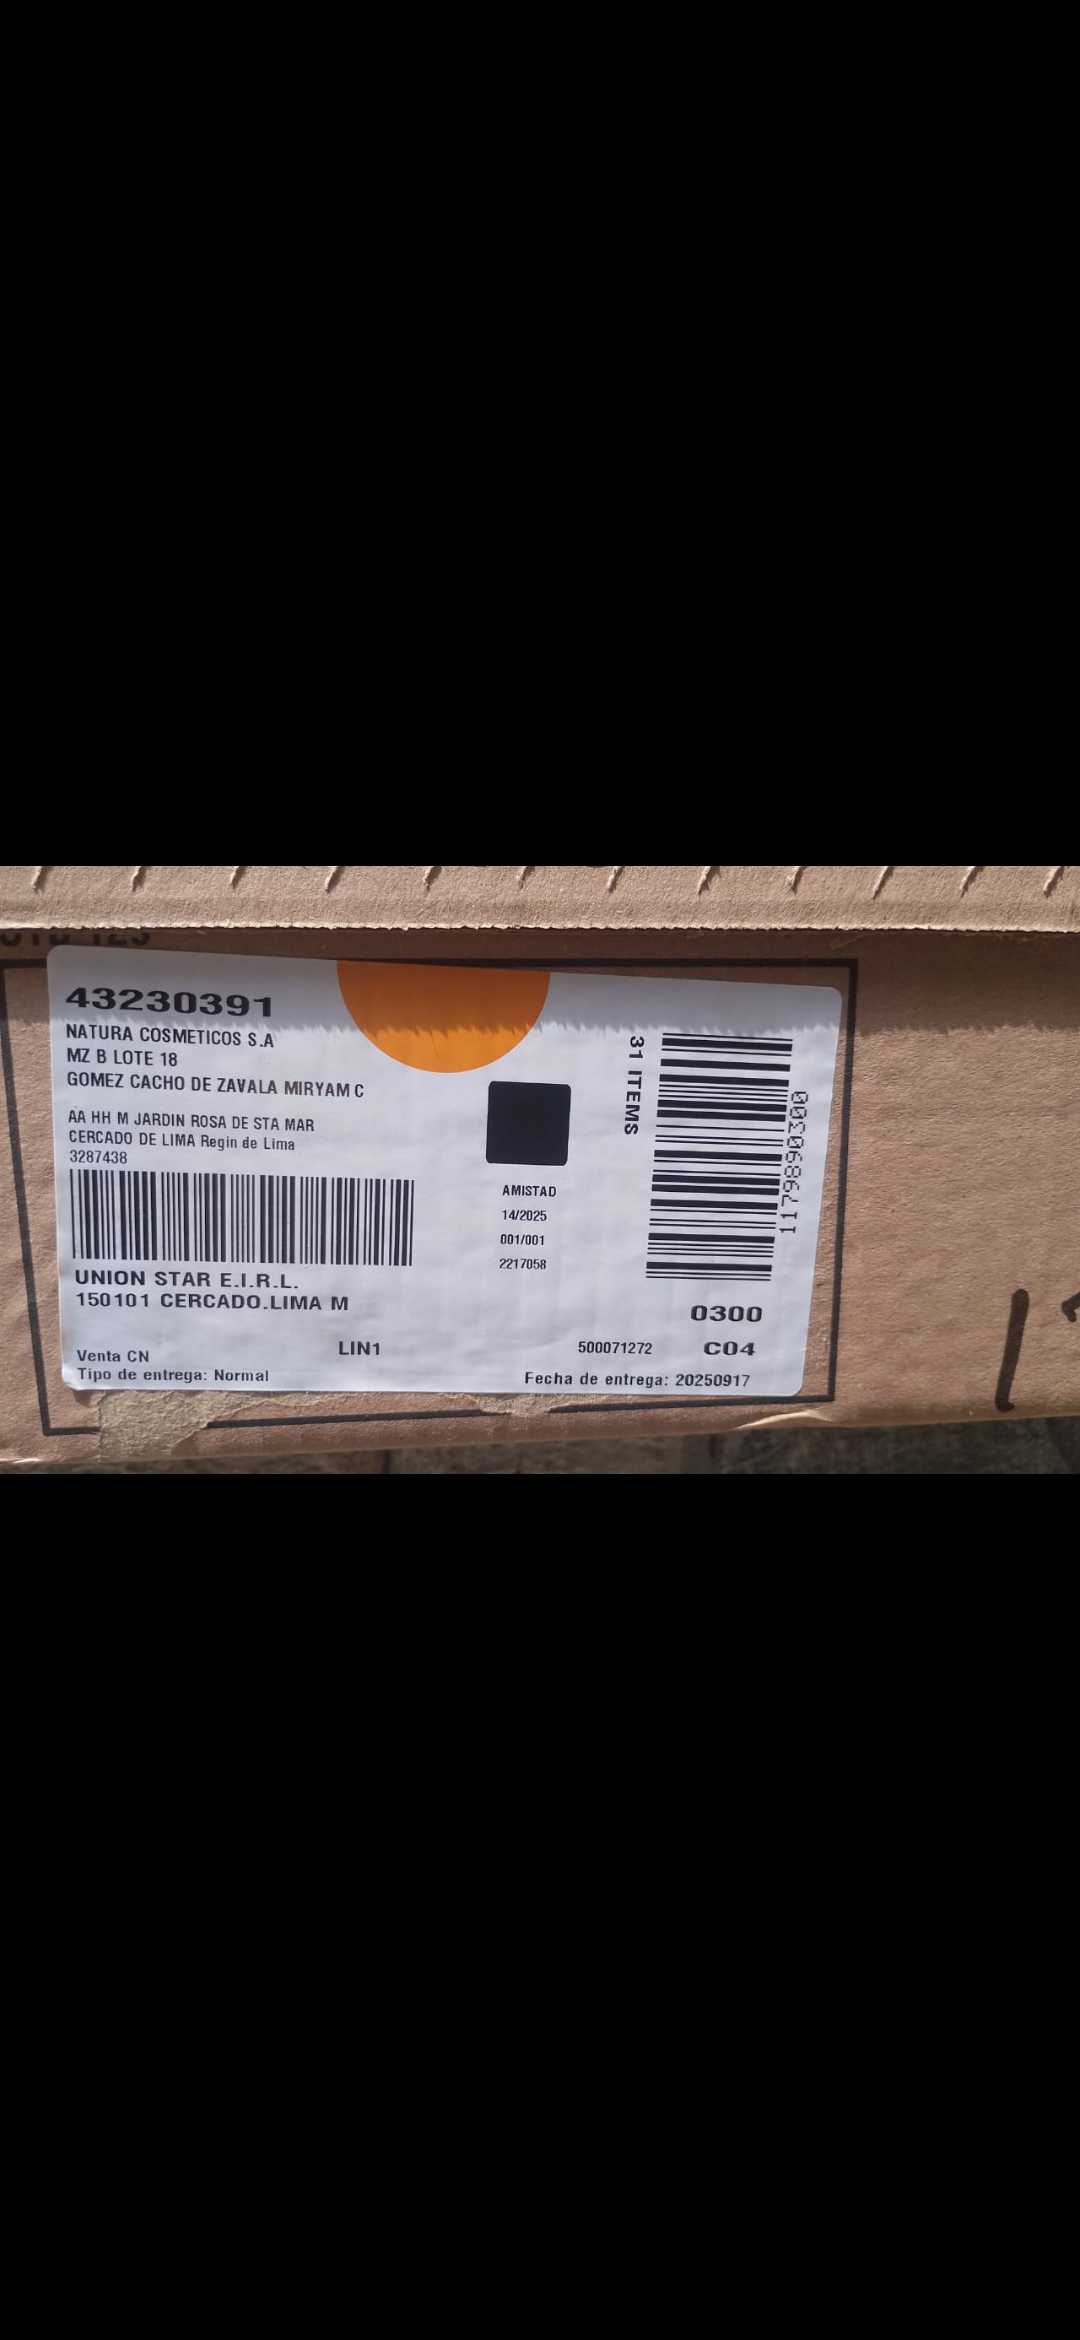 43230391
NATURA COSMETICOS S.A
MZ B LOTE 18
GOMEZ CACHO DE ZAVALA MIRYAM C
AA HH M JARDIN ROSA DE STA MAR
CERCADO DE LIMA Regin de Lima
3287438
UNION STAR E.I.R.L.
150101 CERCADO.LIMA M
Venta CN
Tipo de entrega: Normal
LIN1
AMISTAD
14/2025
001/001
2217058
31 ITEMS
117989030
0300
500071272
C04
Fecha de entrega: 20250917